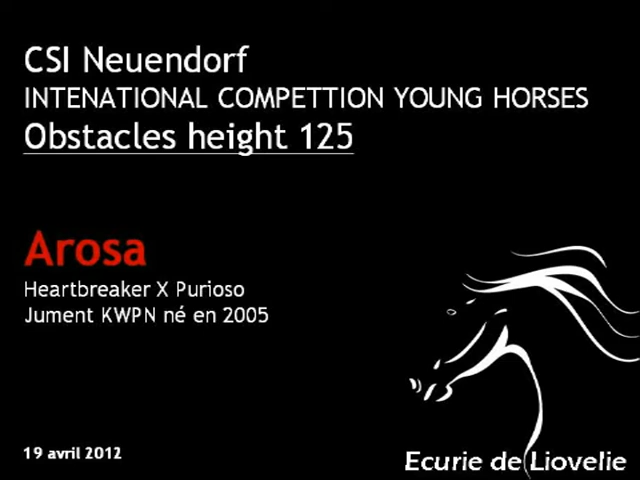 CSI Neuendorf
INTENATIONAL COMPETTION YOUNG HORSES
Obstacles height 125
Arosa
Heartbreaker X Purioso
Jument KWPN né en 2005
19 avril 2012
Ecurie de Liovelie